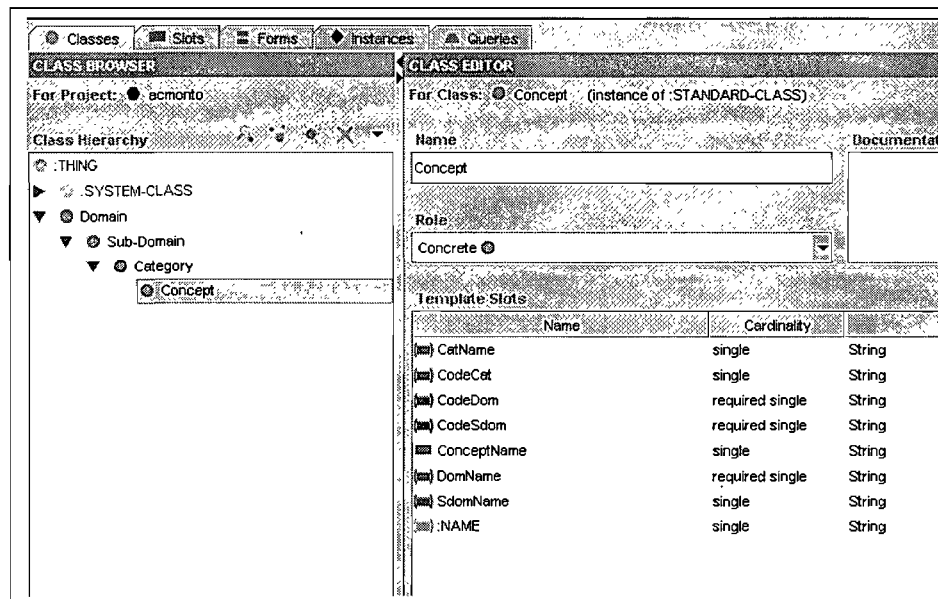 Classes Slots Forms Instances Queries
CLASS BROWSER
For Project: acmonto
Class Hierarchy
:THING
:SYSTEM-CLASS
Domain
Sub-Domain
Category
Concept
CLASS EDITOR
For Class: Concept (instance of :STANDARD-CLASS)
Name Documentat
Concept
Role
Concrete
Template Slots
Name Cardinality
CatName single String
CodeCat single String
CodeDom required single String
CodeSdom required single String
ConceptName single String
DomName required single String
SdomName single String
:NAME single String